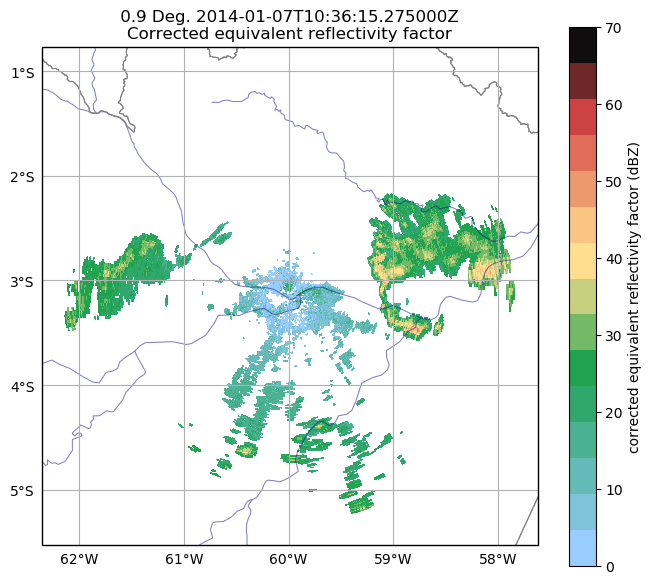 0.9 Deg. 2014-01-07T10:36:15.275000Z
Corrected equivalent reflectivity factor
1°S
2°S
3°S
4°S
5°S
62°W 61°W 60°W 59°W 58°W
70
60
50
40
30
20
10
0
corrected equivalent reflectivity factor (dBZ)